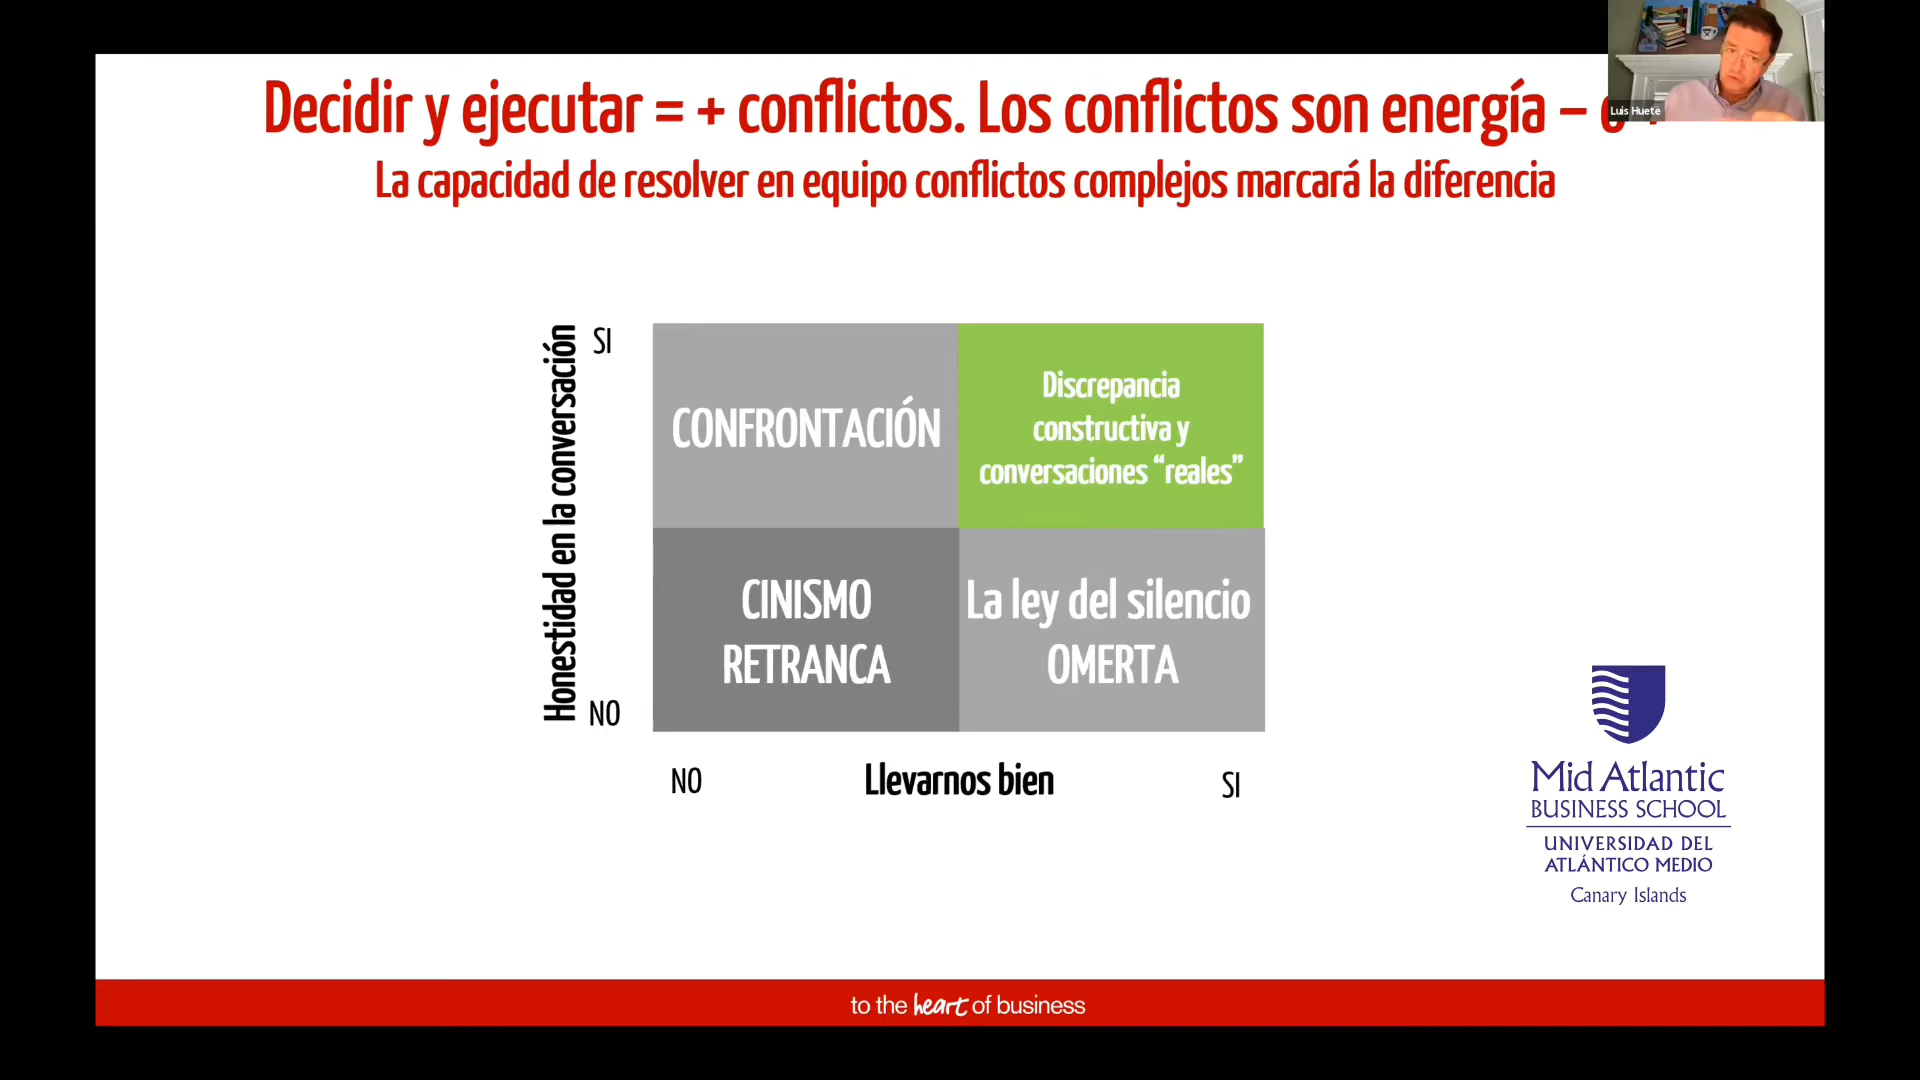 Decidir y ejecutar = + conflictos. Los conflictos son energía –
La capacidad de resolver en equipo conflictos complejos marcará la diferencia
Luis Huete
Honestidad en la conversación
SI
NO
CONFRONTACIÓN
Discrepancia
constructiva y
conversaciones “reales”
CINISMO
RETRANCA
La ley del silencio
OMERTA
NO
Llevarnos bien
SI
Mid Atlantic
BUSINESS SCHOOL
UNIVERSIDAD DEL
ATLÁNTICO MEDIO
Canary Islands
to the heart of business